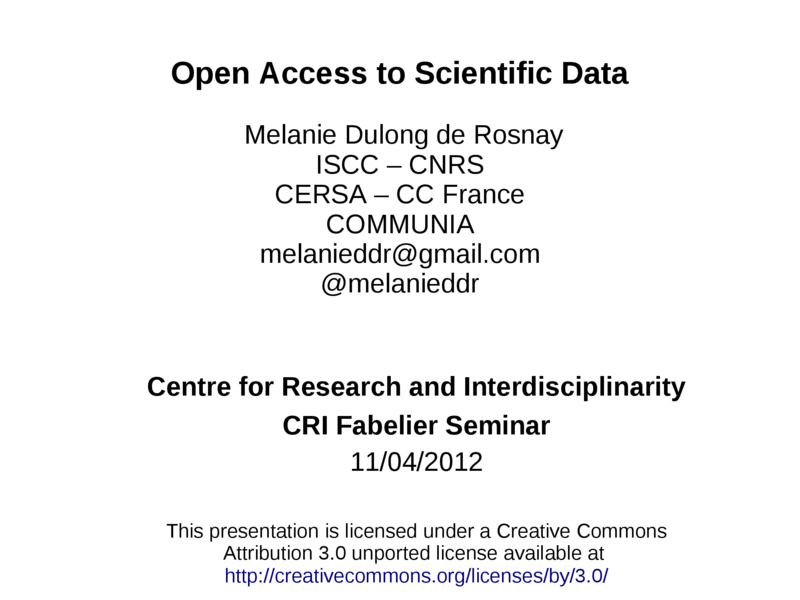 Open Access to Scientific Data
Melanie Dulong de Rosnay
ISCC – CNRS
CERSA – CC France
COMMUNIA
melanieddr@gmail.com
@melanieddr
Centre for Research and Interdisciplinarity
CRI Fabelier Seminar
11/04/2012
This presentation is licensed under a Creative Commons
Attribution 3.0 unported license available at
http://creativecommons.org/licenses/by/3.0/